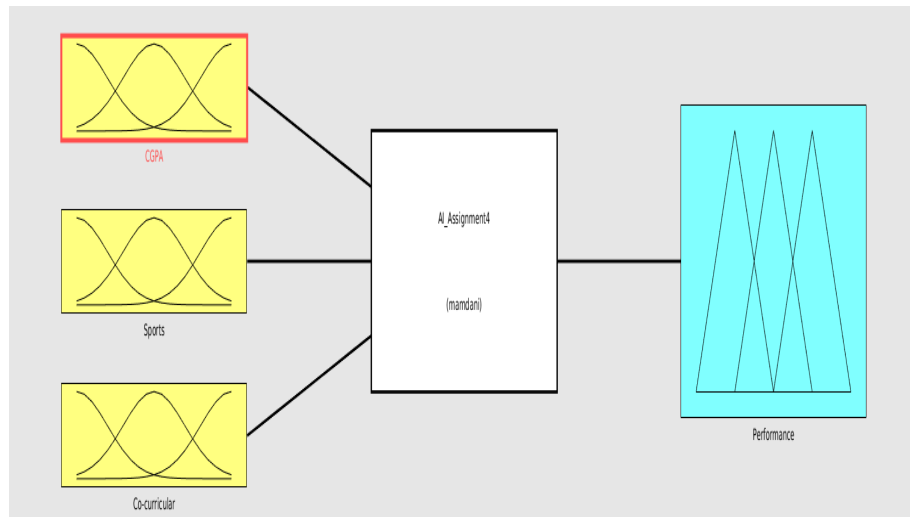 CGPA
AI_Assignment4
Sports
(mamdani)
Performance
Co-curricular